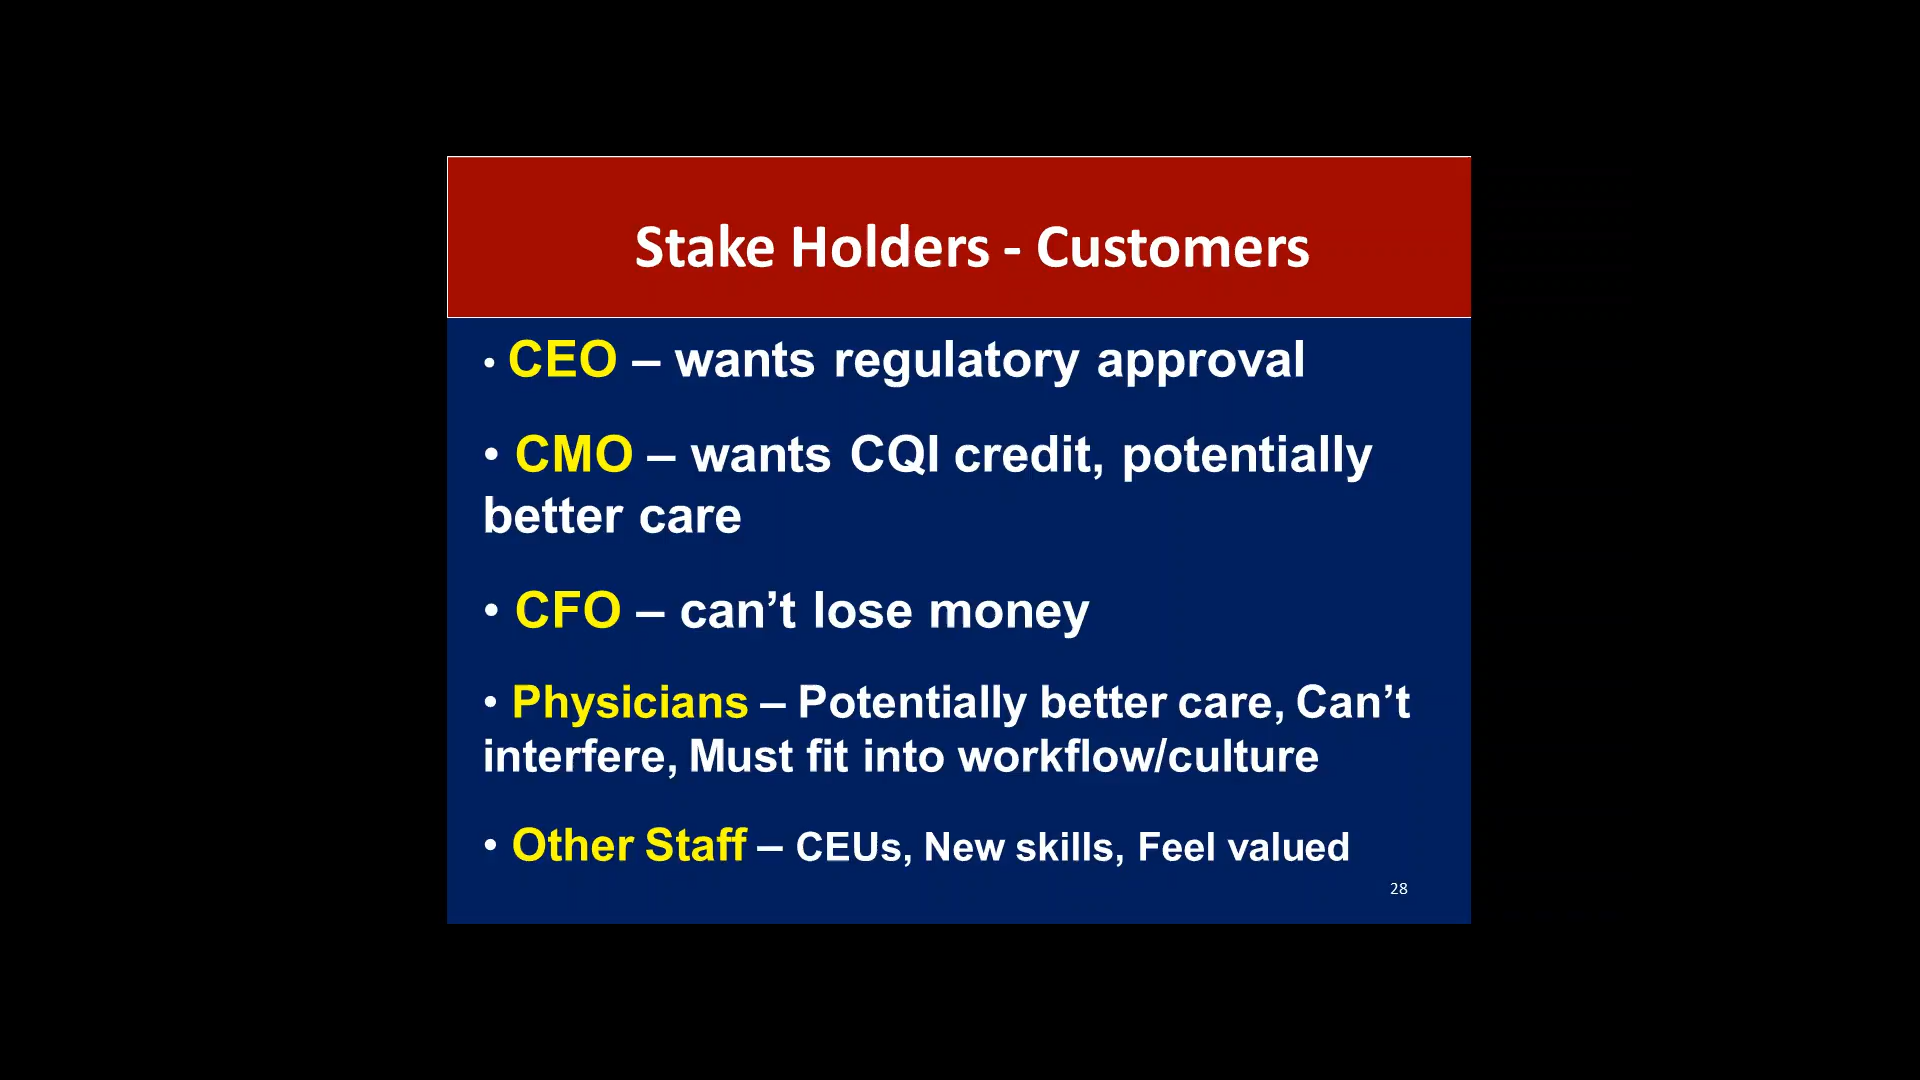 Stake Holders - Customers
• CEO – wants regulatory approval
• CMO – wants CQI credit, potentially
better care
• CFO – can’t lose money
• Physicians – Potentially better care, Can’t
interfere, Must fit into workflow/culture
• Other Staff – CEUs, New skills, Feel valued
28